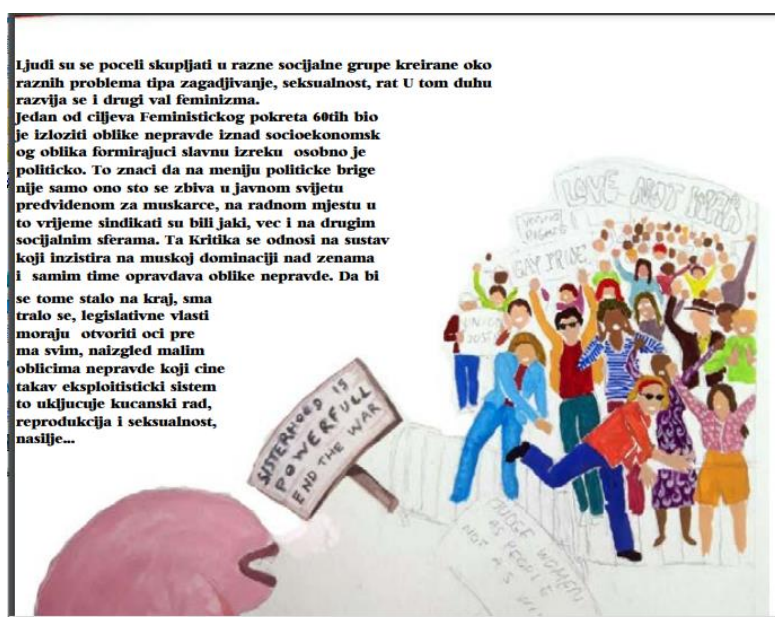 Ljudi su se poceli skupljati u razne socijalne grupe kreirane oko
raznih problema tipa zagadjivanje, seksualnost, rat U tom duhu
razvija se i drugi val feminizma.
Jedan od ciljeva Feministickog pokreta 60tih bio
je izloziti oblike nepravde iznad socioekonomsk
og oblika formirajuci slavnu izreku osobno je
politicko. To znaci da na meniju politicke brige
nije samo ono sto se zbiva u javnom svijetu
predvidenom za muskarce, na radnom mjestu u
to vrijeme sindikati su bili jaki, vec i na drugim
socijalnim sferama. Ta Kritika se odnosi na sustav
koji inzistira na muskoj dominaciji nad zenama
i samim time opravdava oblike nepravde. Da bi
se tome stalo na kraj, sma
tralo se, legislativne vlasti
moraju otvoriti oci pre
ma svim, naizgled malim
oblicima nepravde koji cine
takav eksploitisticki sistem
to ukljucuje kucanski rad,
reprodukcija i seksualnost,
nasilje...
LOVE NOT WAR
GAY PRIDE
UNION
SISTERHOOD IS
POWERFULL
END THE WAR
JUDGE WOMEN
AS PEOPLE
NOT AS